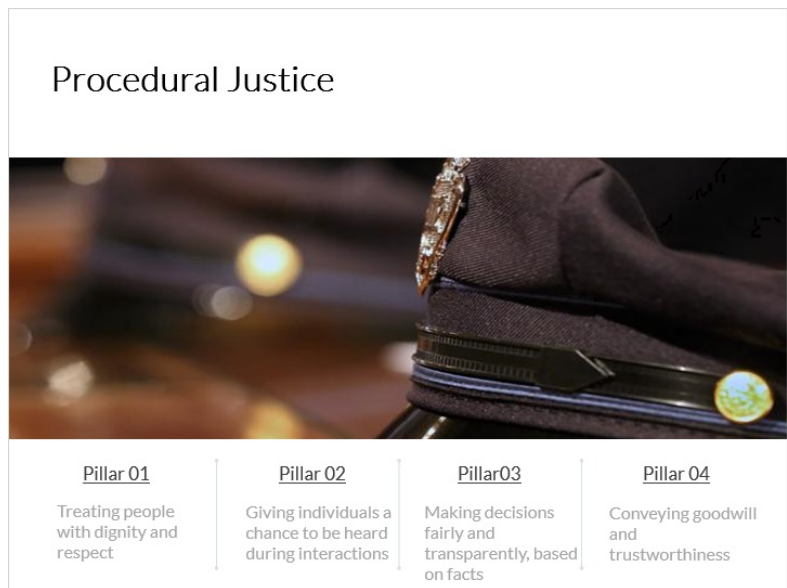 Procedural Justice
Pillar 01
Treating people
with dignity and
respect
Pillar 02
Giving individuals a
chance to be heard
during interactions
Pillar03
Making decisions
fairly and
transparently, based
on facts
Pillar 04
Conveying goodwill
and
trustworthiness